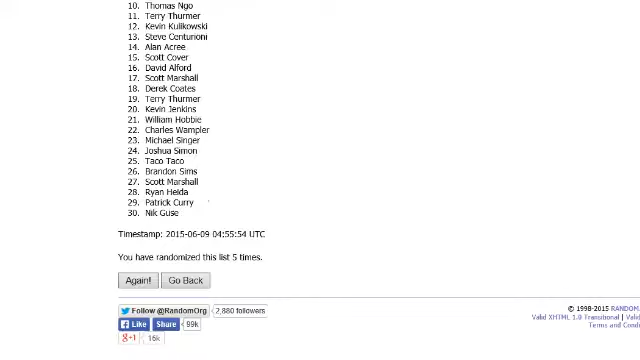 10. Thomas Ngo
11. Terry Thurmer
12. Kevin Kulikowski
13. Steve Centurioni
14. Alan Acree
15. Scott Cover
16. David Alford
17. Scott Marshall
18. Derek Coates
19. Terry Thurmer
20. Kevin Jenkins
21. William Hobbie
22. Charles Wampler
23. Michael Singer
24. Joshua Simon
25. Taco Taco
26. Brandon Sims
27. Scott Marshall
28. Ryan Heida
29. Patrick Curry
30. Nik Guse
Timestamp: 2015-06-09 04:55:54 UTC
You have randomized this list 5 times.
Again! Go Back
© 1998-2015 RANDOM.
Follow @RandomOrg 2,880 followers
Valid XHTML 1.0 Transitional | Valid
Like Share 99k
Terms and Condi
g+1 16k